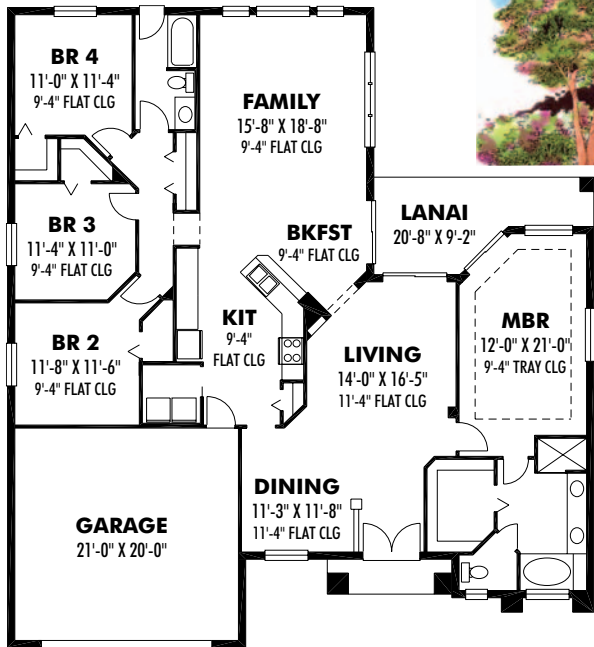 BR 4
11'-0" X 11'-4"
9'-4" FLAT CLG
FAMILY
15'-8" X 18'-8"
9'-4" FLAT CLG
BR 3
11'-4" X 11'-0"
9'-4" FLAT CLG
BKFST
9'-4" FLAT CLG
LANAI
20'-8" X 9'-2"
BR 2
11'-8" X 11'-6"
9'-4" FLAT CLG
KIT
9'-4"
FLAT CLG
LIVING
14'-0" X 16'-5"
11'-4" FLAT CLG
MBR
12'-0" X 21'-0"
9'-4" TRAY CLG
DINING
11'-3" X 11'-8"
11'-4" FLAT CLG
GARAGE
21'-0" X 20'-0"